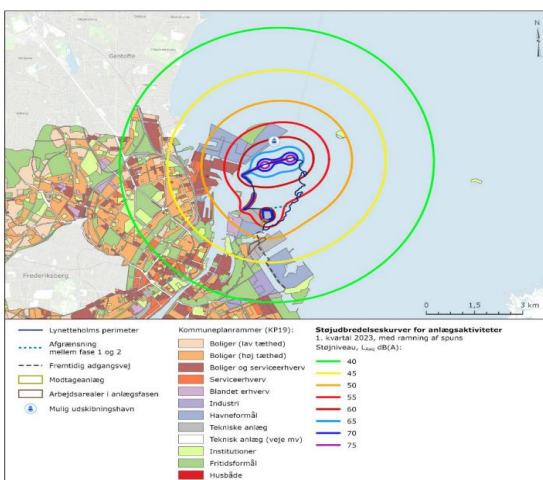 Gentofte
Frederiksberg
N
0 1,5 3 km
Lynetteholms perimeter
Afgrænsning
mellem fase 1 og 2
Fremtidig adgangsvej
Modtageanlæg
Arbejdsarealer i anlægsfasen
Mulig udskibningshavn
Kommuneplanrammer (KP19):
Boliger (lav tæthed)
Boliger (høj tæthed)
Boliger og serviceerhverv
Serviceerhverv
Blandet erhverv
Industri
Havneformål
Tekniske anlæg
Teknisk anlæg (veje mv)
Institutioner
Fritidsformål
Husbåde
Støjudbredelseskurver for anlægsaktiviteter
1. kvartal 2023, med ramning af spuns
Støjniveau, LAeq dB(A):
40
45
50
55
60
65
70
75